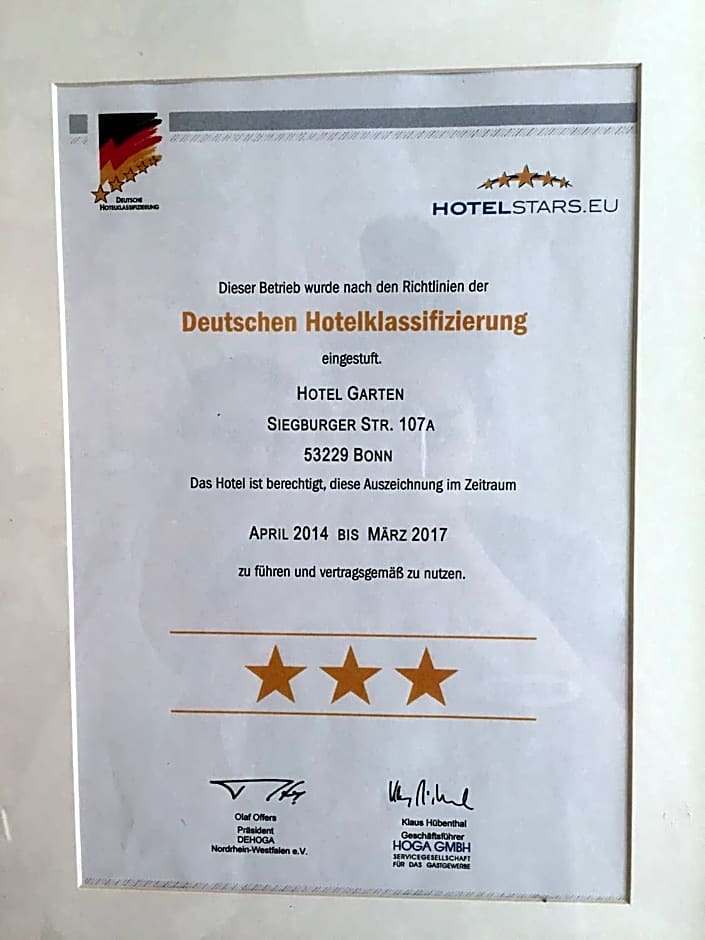 Deutsche
Hotelklassifizierung
HOTELSTARS.EU
Dieser Betrieb wurde nach den Richtlinien der
Deutschen Hotelklassifizierung
eingestuft.
HOTEL GARTEN
SIEGBURGER STR. 107A
53229 BONN
Das Hotel ist berechtigt, diese Auszeichnung im Zeitraum
APRIL 2014 BIS MÄRZ 2017
zu führen und vertragsgemäß zu nutzen.
Olaf Offers
Präsident
DEHOGA
Nordrhein-Westfalen e.V.
Klaus Hübenthal
Geschäftsführer
HOGA GMBH
SERVICEGESELLSCHAFT
FÜR DAS GASTGEWERBE